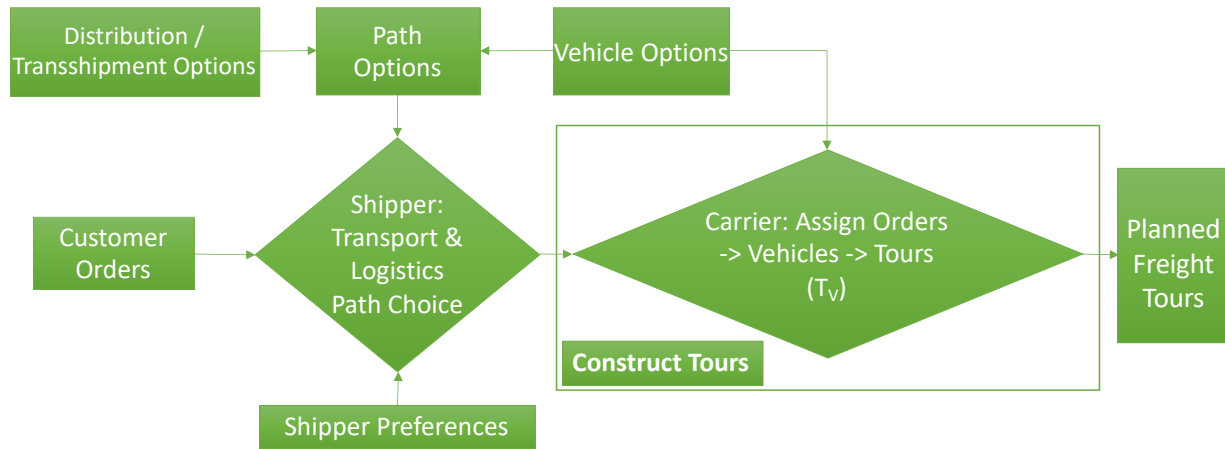 Distribution /
Transshipment Options
Path
Options
Vehicle Options
Customer
Orders
Shipper:
Transport &
Logistics
Path Choice
Carrier: Assign Orders
-> Vehicles -> Tours
(TV)
Planned
Freight
Tours
Construct Tours
Shipper Preferences